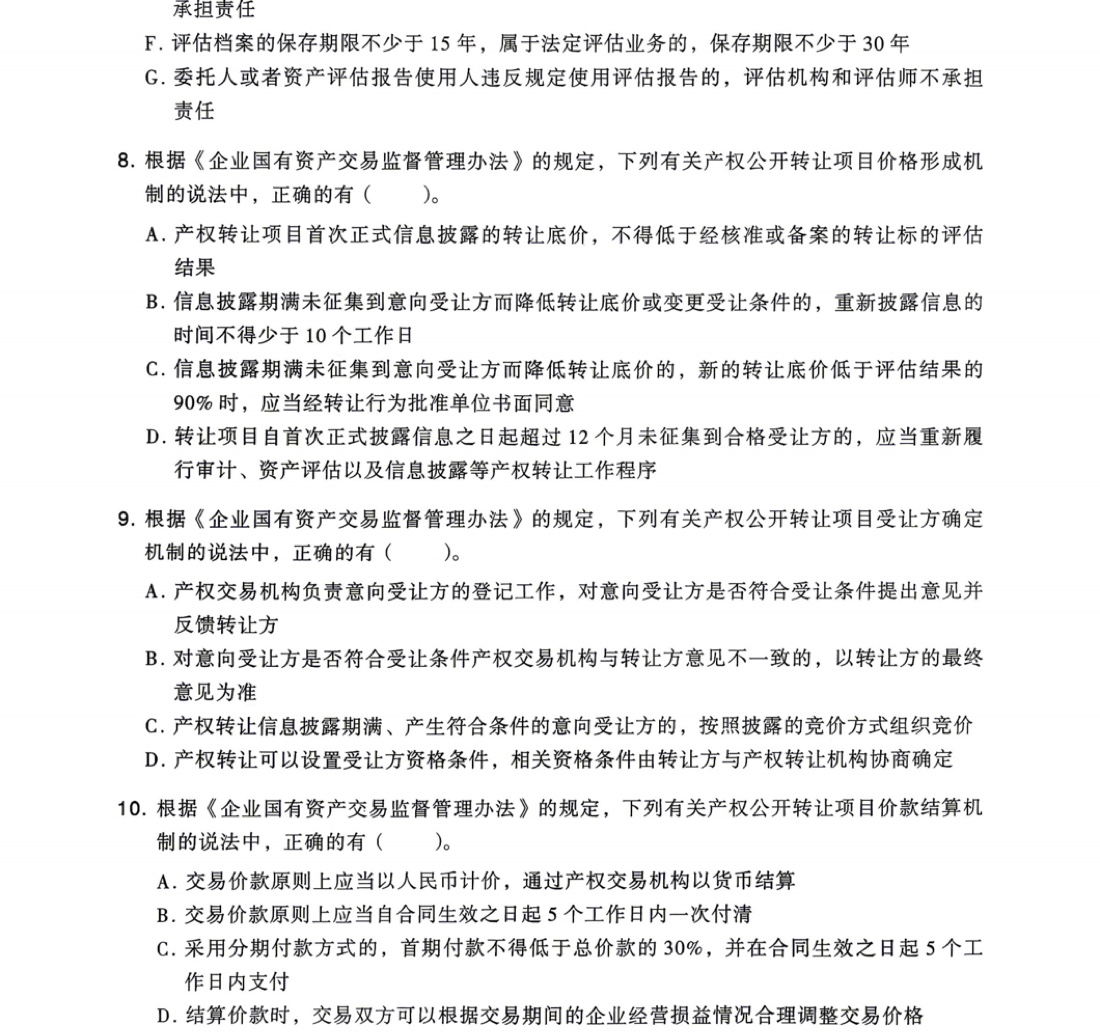 承担责任
F. 评估档案的保存期限不少于 15 年，属于法定评估业务的，保存期限不少于 30 年
G. 委托人或者资产评估报告使用人违反规定使用评估报告的，评估机构和评估师不承担
责任
8. 根据《企业国有资产交易监督管理办法》的规定，下列有关产权公开转让项目价格形成机
制的说法中，正确的有（　　）。
A. 产权转让项目首次正式信息披露的转让底价，不得低于经核准或备案的转让标的评估
结果
B. 信息披露期满未征集到意向受让方而降低转让底价或变更受让条件的，重新披露信息的
时间不得少于 10 个工作日
C. 信息披露期满未征集到意向受让方而降低转让底价的，新的转让底价低于评估结果的
90% 时，应当经转让行为批准单位书面同意
D. 转让项目自首次正式披露信息之日起超过 12 个月未征集到合格受让方的，应当重新履
行审计、资产评估以及信息披露等产权转让工作程序
9. 根据《企业国有资产交易监督管理办法》的规定，下列有关产权公开转让项目受让方确定
机制的说法中，正确的有（　　）。
A. 产权交易机构负责意向受让方的登记工作，对意向受让方是否符合受让条件提出意见并
反馈转让方
B. 对意向受让方是否符合受让条件产权交易机构与转让方意见不一致的，以转让方的最终
意见为准
C. 产权转让信息披露期满、产生符合条件的意向受让方的，按照披露的竞价方式组织竞价
D. 产权转让可以设置受让方资格条件，相关资格条件由转让方与产权转让机构协商确定
10. 根据《企业国有资产交易监督管理办法》的规定，下列有关产权公开转让项目价款结算机
制的说法中，正确的有（　　）。
A. 交易价款原则上应当以人民币计价，通过产权交易机构以货币结算
B. 交易价款原则上应当自合同生效之日起 5 个工作日内一次付清
C. 采用分期付款方式的，首期付款不得低于总价款的 30%，并在合同生效之日起 5 个工
作日内支付
D. 结算价款时，交易双方可以根据交易期间的企业经营损益情况合理调整交易价格